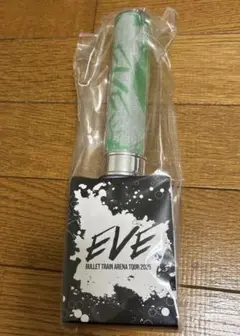 EVE
BULLET TRAIN ARENA TOUR 2025